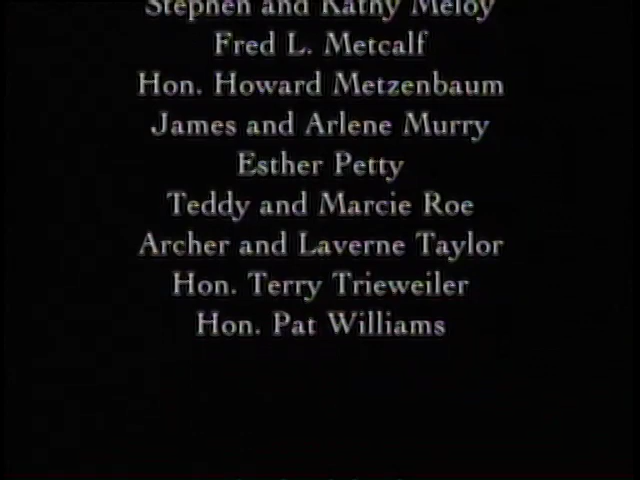 Stephen and Kathy Meloy
Fred L. Metcalf
Hon. Howard Metzenbaum
James and Arlene Murry
Esther Petty
Teddy and Marcie Roe
Archer and Laverne Taylor
Hon. Terry Trieweiler
Hon. Pat Williams